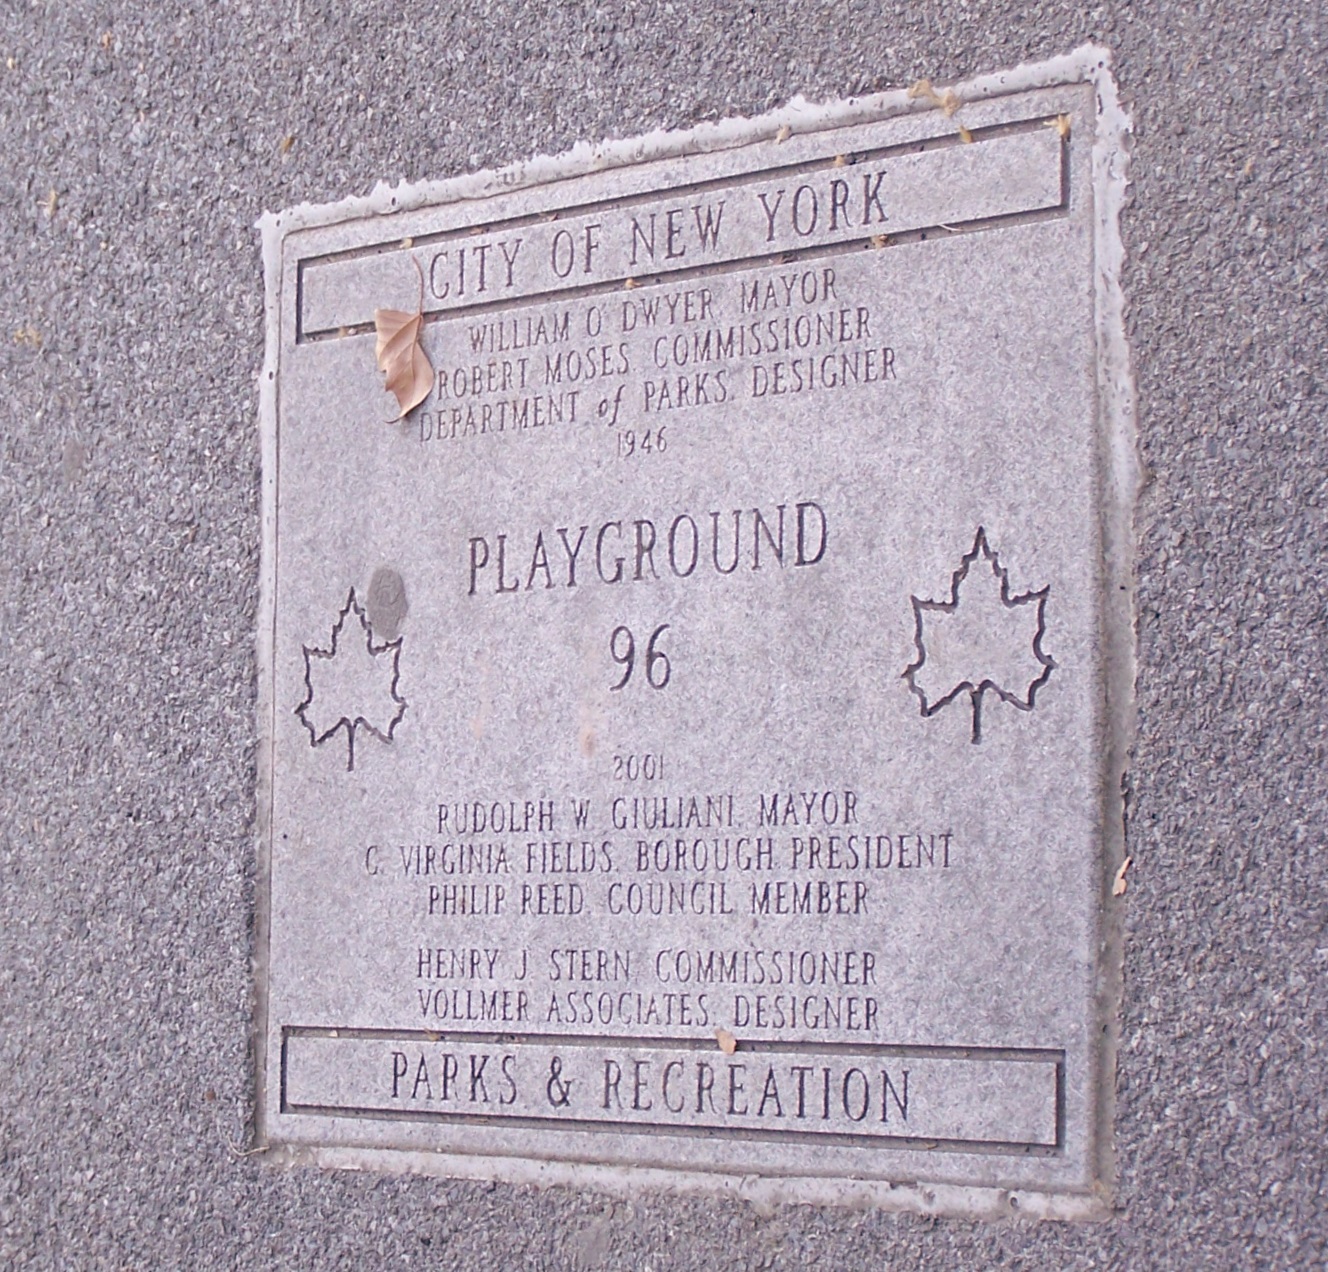 CITY OF NEW YORK
WILLIAM O'DWYER, MAYOR
ROBERT MOSES, COMMISSIONER
DEPARTMENT of PARKS, DESIGNER
1946
PLAYGROUND
96
2001
RUDOLPH W. GIULIANI, MAYOR
C. VIRGINIA FIELDS, BOROUGH PRESIDENT
PHILIP REED, COUNCIL MEMBER
HENRY J. STERN, COMMISSIONER
VOLLMER ASSOCIATES, DESIGNER
PARKS & RECREATION